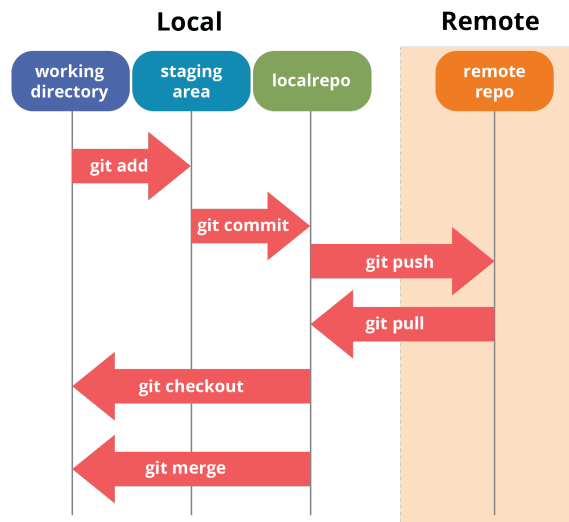 Local
Remote
working
directory
staging
area
localrepo
remote
repo
git add
git commit
git push
git pull
git checkout
git merge